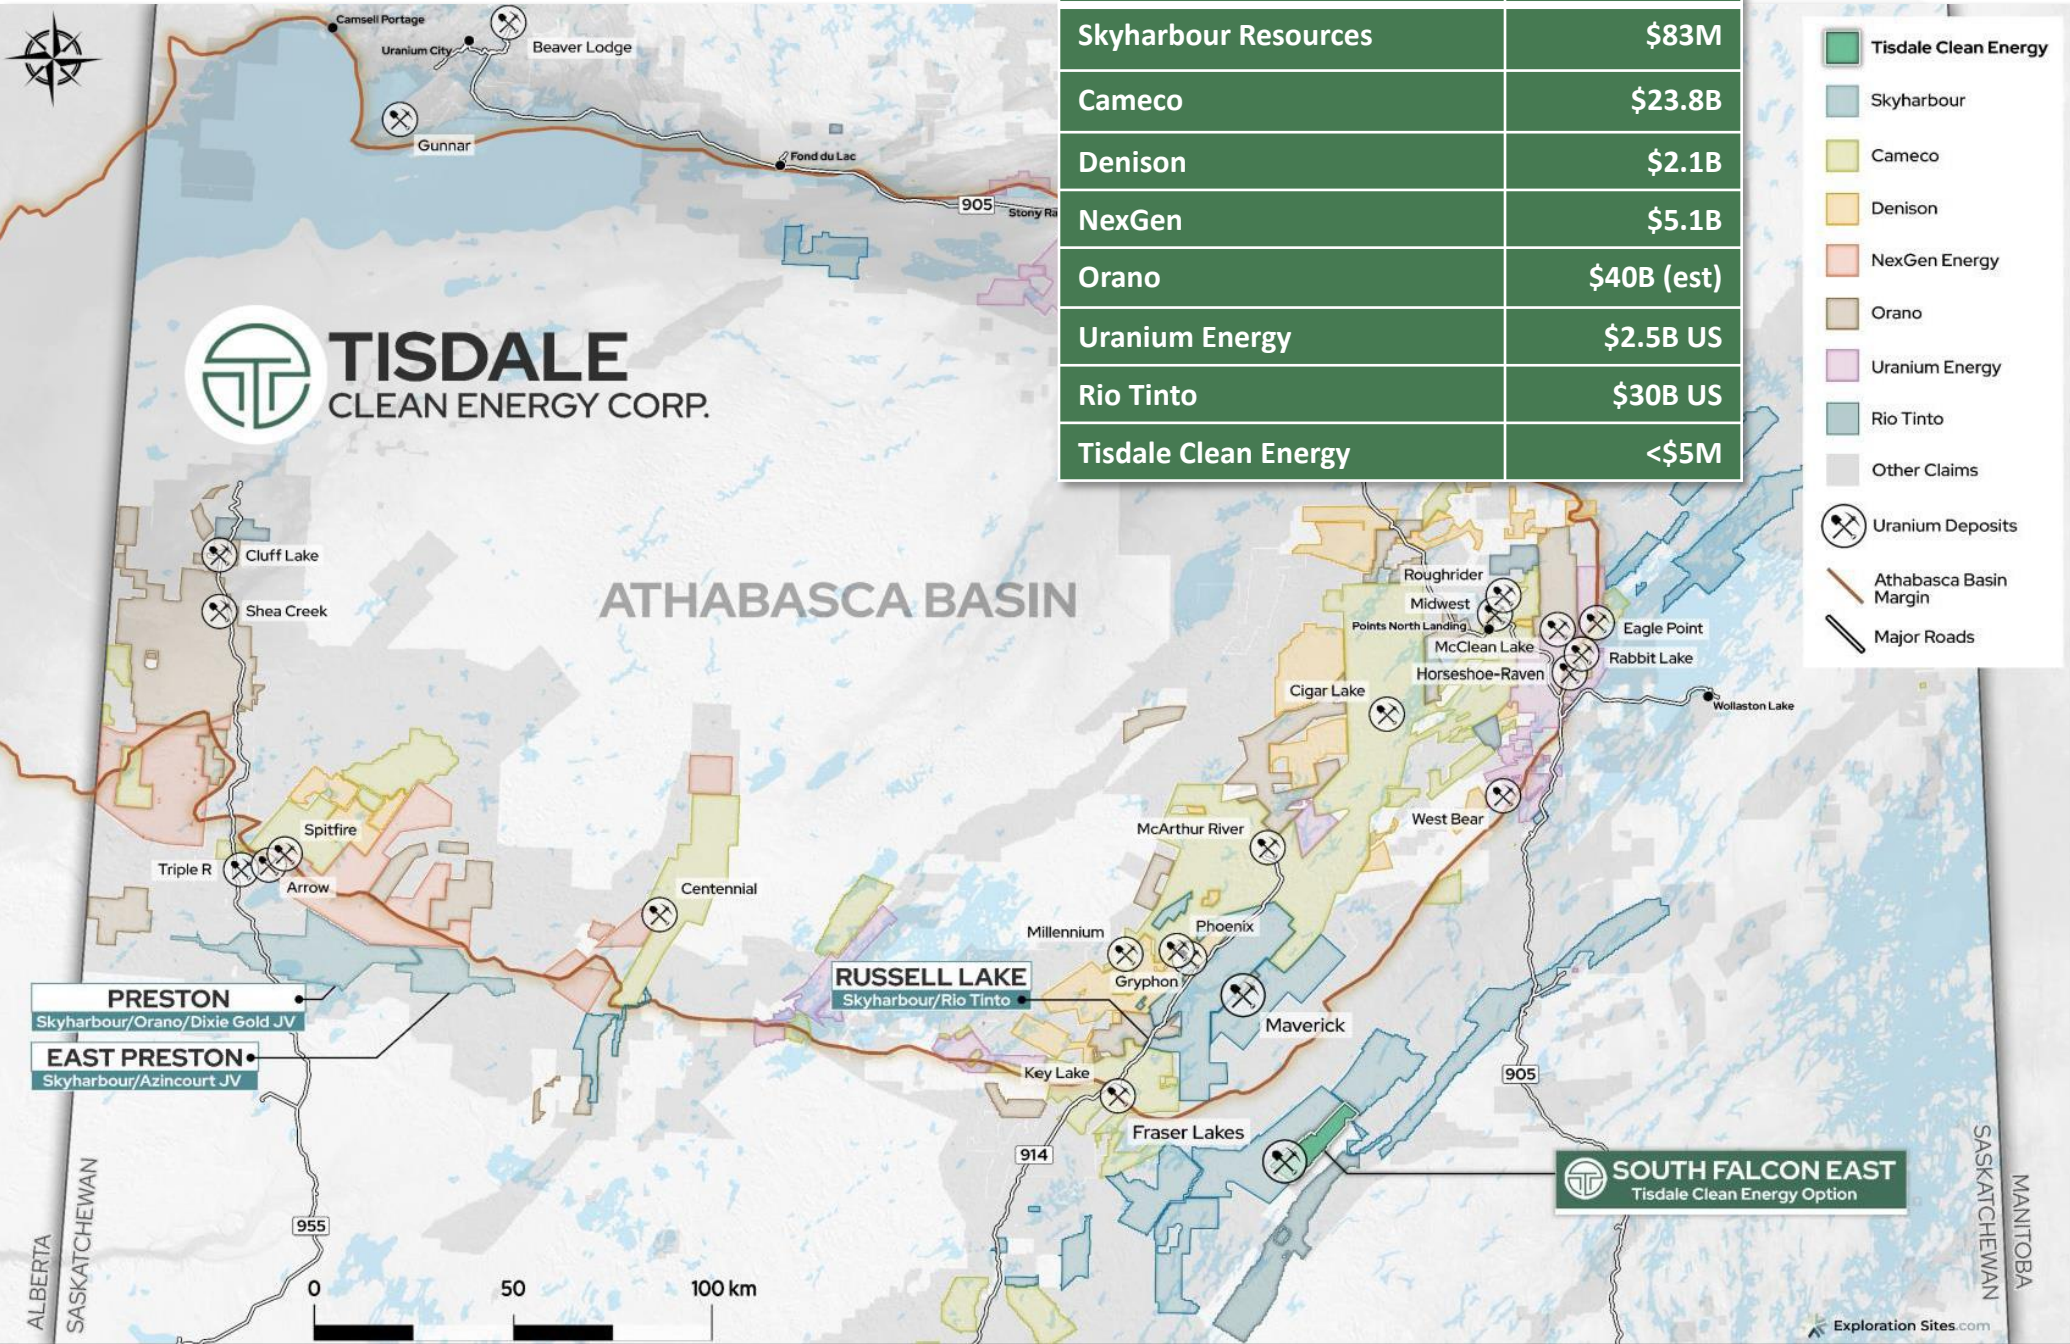 Camsell Portage
Uranium City
Beaver Lodge
Gunnar
Fond du Lac
905
Stony Ra
Skyharbour Resources $83M
Cameco $23.8B
Denison $2.1B
NexGen $5.1B
Orano $40B (est)
Uranium Energy $2.5B US
Rio Tinto $30B US
Tisdale Clean Energy <$5M
Tisdale Clean Energy
Skyharbour
Cameco
Denison
NexGen Energy
Orano
Uranium Energy
Rio Tinto
Other Claims
Uranium Deposits
Athabasca Basin
Margin
Major Roads
TISDALE
CLEAN ENERGY CORP.
ATHABASCA BASIN
Cluff Lake
Shea Creek
Roughrider
Midwest
Points North Landing
McClean Lake
Horseshoe-Raven
Eagle Point
Rabbit Lake
Wollaston Lake
Cigar Lake
West Bear
McArthur River
Spitfire
Triple R
Arrow
Centennial
Millennium
Phoenix
Gryphon
RUSSELL LAKE
Skyharbour/Rio Tinto
Maverick
PRESTON
Skyharbour/Orano/Dixie Gold JV
EAST PRESTON
Skyharbour/Azincourt JV
Key Lake
905
Fraser Lakes
914
SOUTH FALCON EAST
Tisdale Clean Energy Option
955
ALBERTA
SASKATCHEWAN
SASKATCHEWAN
MANITOBA
0 50 100 km
Exploration Sites.com